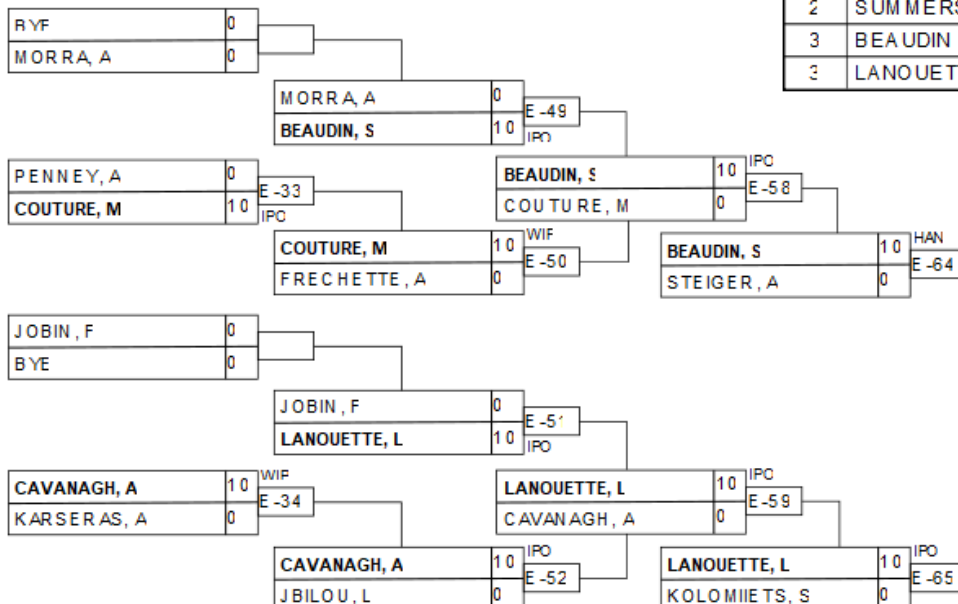 2 SUMMERS
3 BEAUDIN
3 LANOUET
BYE 0
MORRA, A 0
MORRA, A 0
E-49
BEAUDIN, S 10
IPO
PENNEY, A 0
E-33
COUTURE, M 10
IPO
BEAUDIN, S 10
IPO
E-58
COUTURE, M 0
COUTURE, M 10
WIF
E-50
FRECHETTE, A 0
BEAUDIN, S 10
HAN
E-64
STEIGER, A 0
JOBIN, F 0
BYE 0
JOBIN, F 0
E-51
LANOUETTE, L 10
IPO
CAVANAGH, A 10
WIF
E-34
KARSERAS, A 0
LANOUETTE, L 10
IPO
E-59
CAVANAGH, A 0
CAVANAGH, A 10
IPO
E-52
JBILOU, L 0
LANOUETTE, L 10
IPO
E-65
KOLOMIIETS, S 0